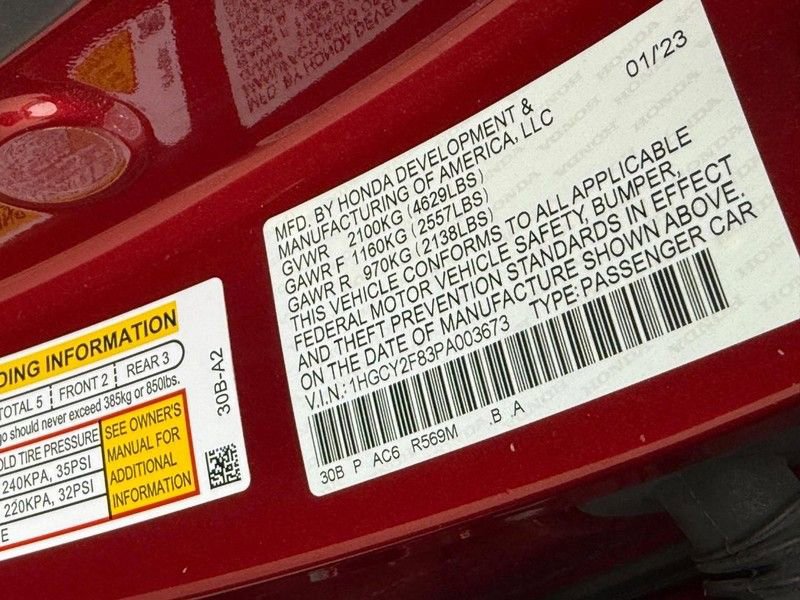 01/'23
MFD. BY HONDA DEVELOPMENT &
MANUFACTURING OF AMERICA, LLC
GVWR 2100KG (4629LBS)
GAWR F 1160KG (2557LBS)
GAWR R 970KG (2138LBS)
THIS VEHICLE CONFORMS TO ALL APPLICABLE
FEDERAL MOTOR VEHICLE SAFETY, BUMPER,
AND THEFT PREVENTION STANDARDS IN EFFECT
ON THE DATE OF MANUFACTURE SHOWN ABOVE.
V.I.N.:1HGCY2F83PA003673 TYPE:PASSENGER CAR
30B P AC6 R569M .B .A
DING INFORMATION
TOTAL 5 FRONT 2 REAR 3
go should never exceed 385kg or 850lbs.
OLD TIRE PRESSURE
240KPA, 35PSI
220KPA, 32PSI
E
SEE OWNER'S
MANUAL FOR
ADDITIONAL
INFORMATION
30B-A2